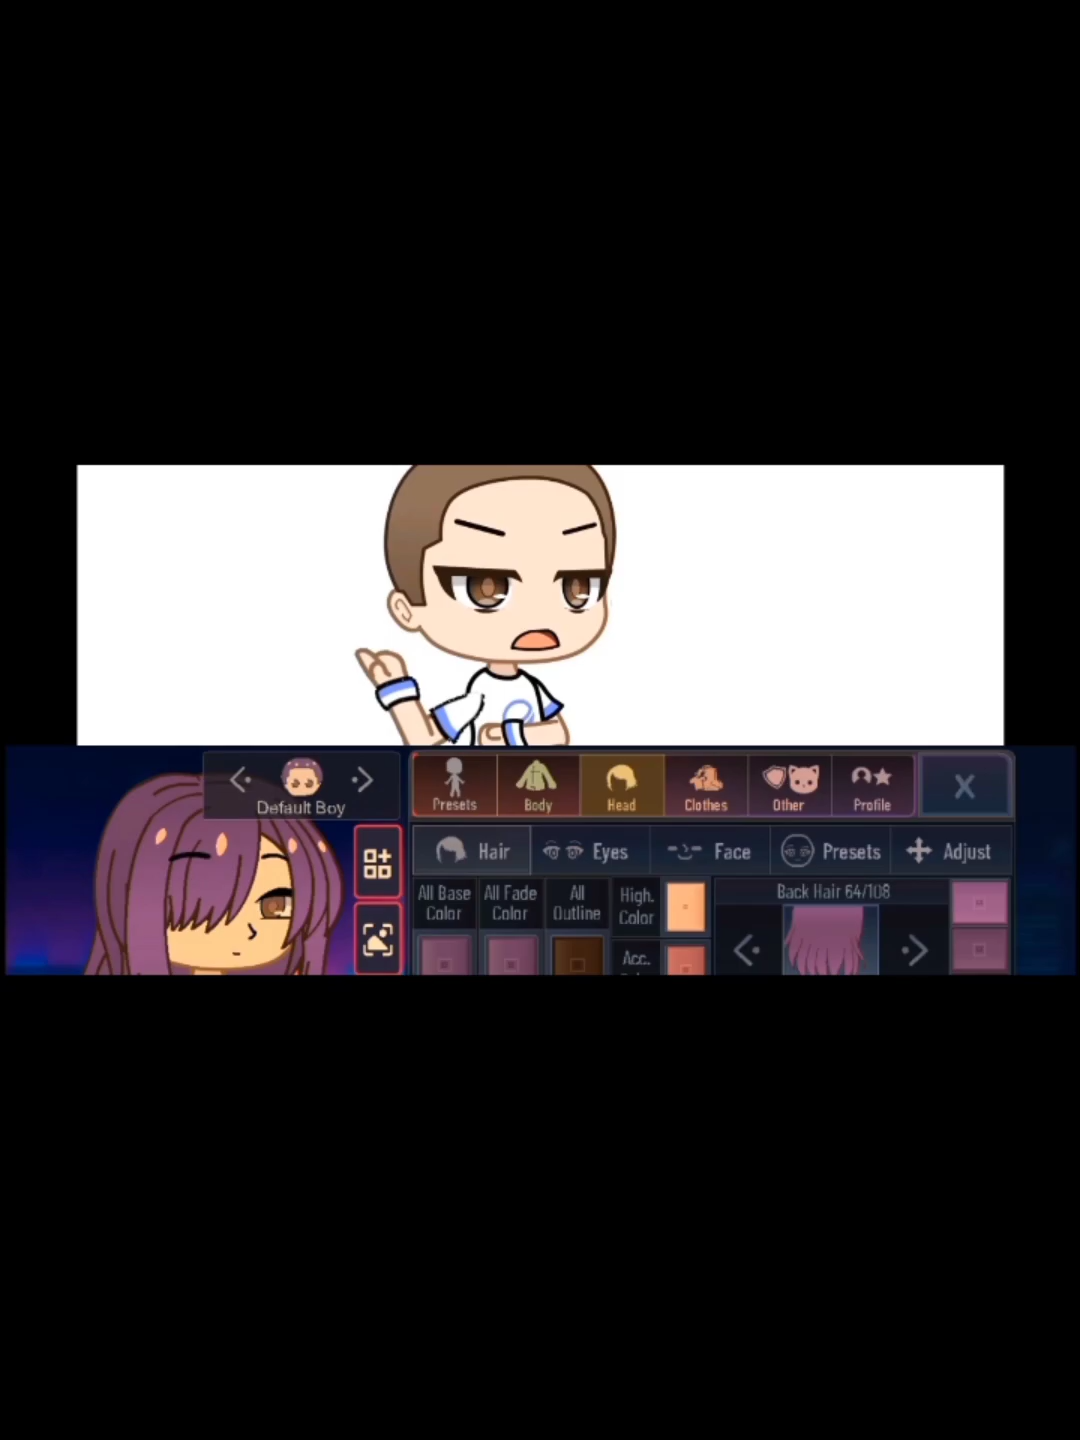 Default Boy
Presets
Body
Head
Clothes
Other
Profile
X
Hair
Eyes
Face
Presets
Adjust
All Base
Color
All Fade
Color
All
Outline
High.
Color
Acc.
Back Hair 64/108